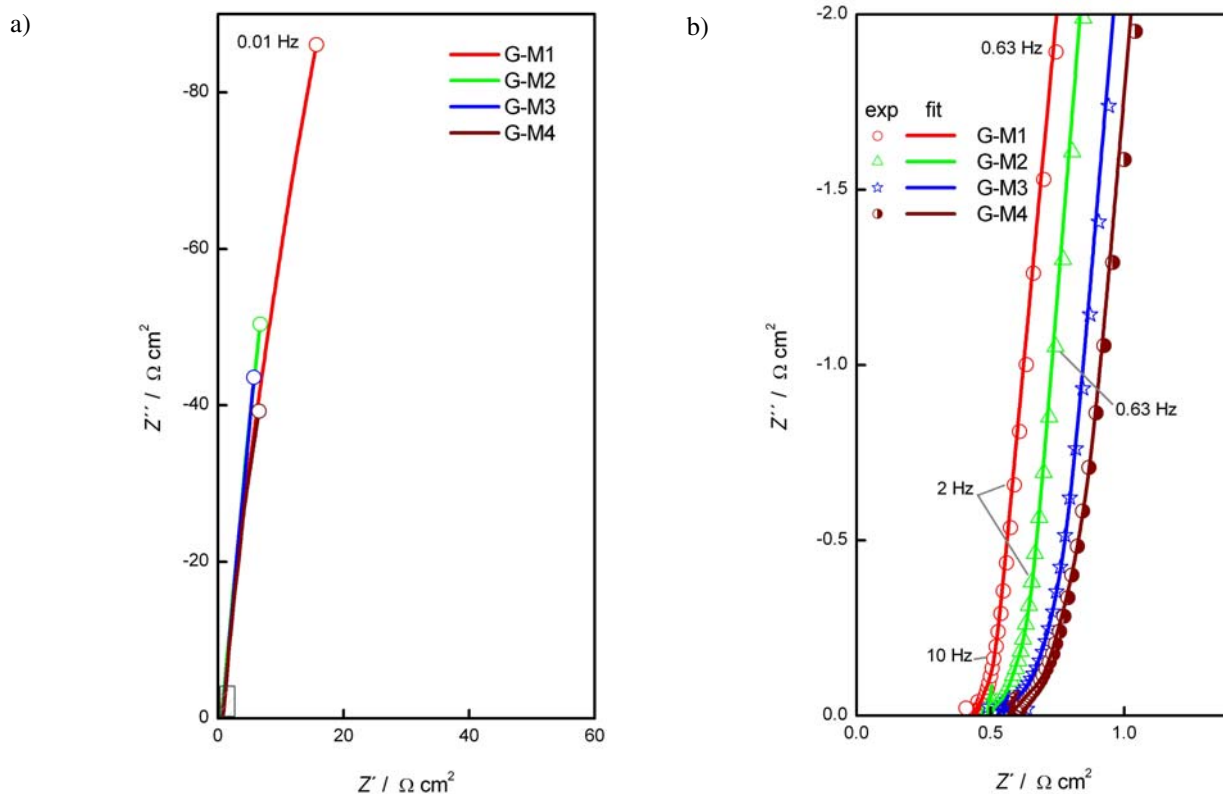 a)
0.01 Hz
G-M1
G-M2
G-M3
G-M4
-80
-60
-40
-20
0
0
20
40
60
Z´´ / Ω cm²
Z´ / Ω cm²
b)
-2.0
-1.5
-1.0
-0.5
0.0
0.0
0.5
1.0
0.63 Hz
exp fit
G-M1
G-M2
G-M3
G-M4
0.63 Hz
2 Hz
10 Hz
Z´´ / Ω cm²
Z´ / Ω cm²